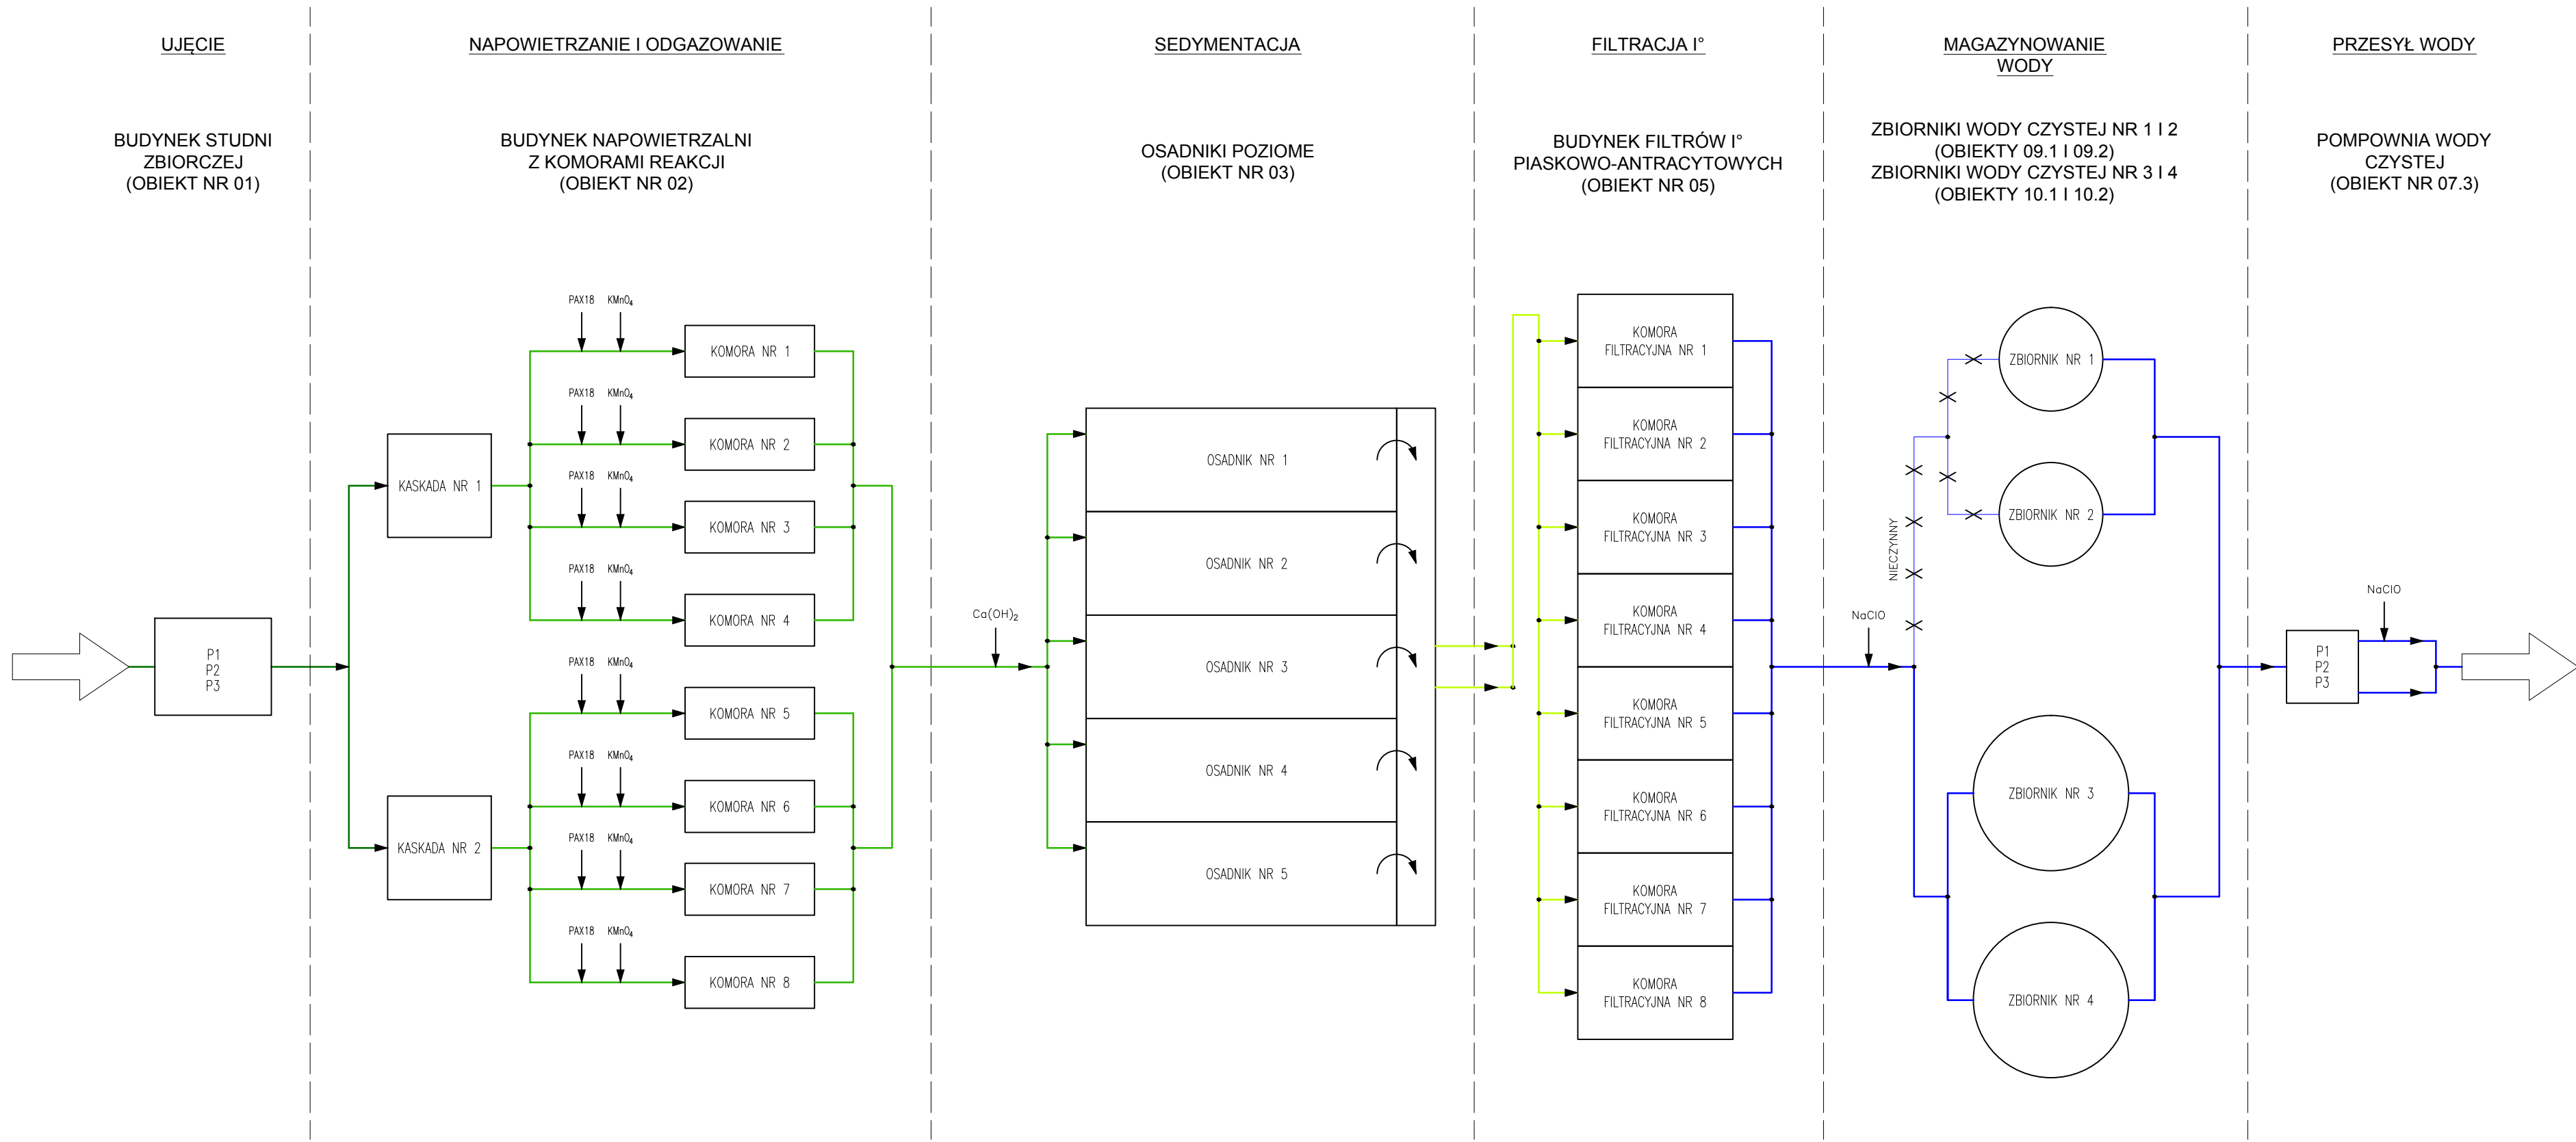 UJĘCIE
BUDYNEK STUDNI
ZBIORCZEJ
(OBIEKT NR 01)
P1
P2
P3
NAPOWIETRZANIE I ODGAZOWANIE
BUDYNEK NAPOWIETRZALNI
Z KOMORAMI REAKCJI
(OBIEKT NR 02)
KASKADA NR 1
KASKADA NR 2
PAX18 KMnO₄
KOMORA NR 1
PAX18 KMnO₄
KOMORA NR 2
PAX18 KMnO₄
KOMORA NR 3
PAX18 KMnO₄
KOMORA NR 4
PAX18 KMnO₄
KOMORA NR 5
PAX18 KMnO₄
KOMORA NR 6
PAX18 KMnO₄
KOMORA NR 7
PAX18 KMnO₄
KOMORA NR 8
SEDYMENTACJA
OSADNIKI POZIOME
(OBIEKT NR 03)
Ca(OH)₂
OSADNIK NR 1
OSADNIK NR 2
OSADNIK NR 3
OSADNIK NR 4
OSADNIK NR 5
FILTRACJA I°
BUDYNEK FILTRÓW I°
PIASKOWO-ANTRACYTOWYCH
(OBIEKT NR 05)
KOMORA
FILTRACYJNA NR 1
KOMORA
FILTRACYJNA NR 2
KOMORA
FILTRACYJNA NR 3
KOMORA
FILTRACYJNA NR 4
KOMORA
FILTRACYJNA NR 5
KOMORA
FILTRACYJNA NR 6
KOMORA
FILTRACYJNA NR 7
KOMORA
FILTRACYJNA NR 8
MAGAZYNOWANIE
WODY
ZBIORNIKI WODY CZYSTEJ NR 1 I 2
(OBIEKTY 09.1 I 09.2)
ZBIORNIKI WODY CZYSTEJ NR 3 I 4
(OBIEKTY 10.1 I 10.2)
NaClO
NIECZYNNY
ZBIORNIK NR 1
ZBIORNIK NR 2
ZBIORNIK NR 3
ZBIORNIK NR 4
PRZESYŁ WODY
POMPOWNIA WODY
CZYSTEJ
(OBIEKT NR 07.3)
NaClO
P1
P2
P3